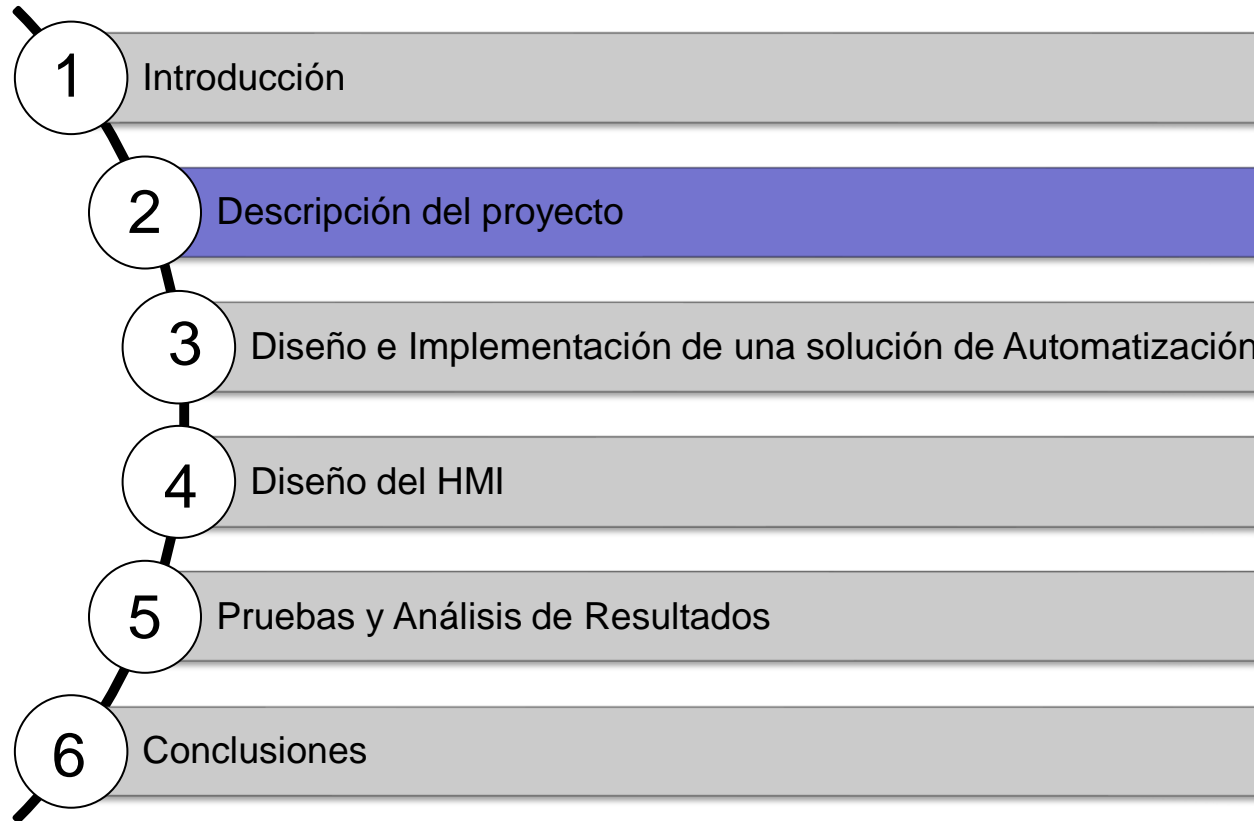 1 Introducción
2 Descripción del proyecto
3 Diseño e Implementación de una solución de Automatización
4 Diseño del HMI
5 Pruebas y Análisis de Resultados
6 Conclusiones